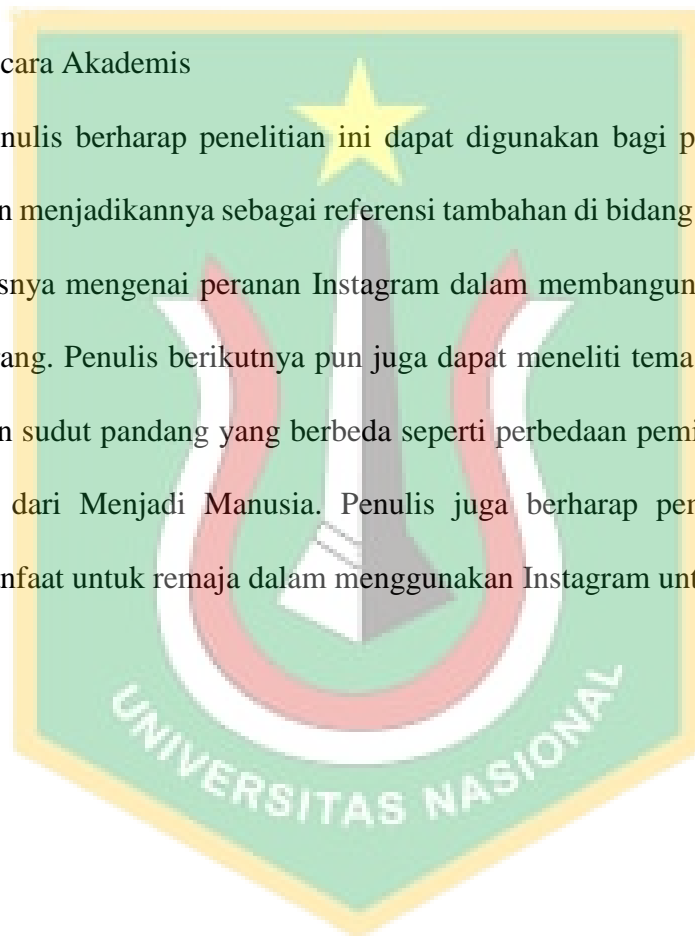 cara Akademis
nulis berharap penelitian ini dapat digunakan bagi p
n menjadikannya sebagai referensi tambahan di bidang
snya mengenai peranan Instagram dalam membangun
rang. Penulis berikutnya pun juga dapat meneliti tema
n sudut pandang yang berbeda seperti perbedaan pemi
dari Menjadi Manusia. Penulis juga berharap pen
nfaat untuk remaja dalam menggunakan Instagram unt
UNIVERSITAS NASIONAL